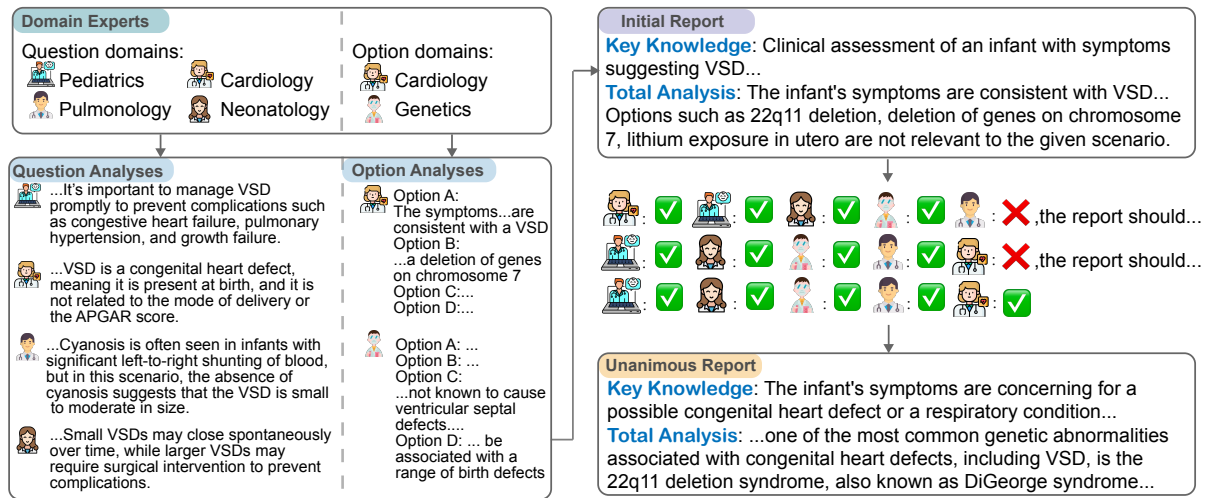 Domain Experts
Question domains:
Pediatrics
Cardiology
Pulmonology
Neonatology
Option domains:
Cardiology
Genetics
Question Analyses
...It's important to manage VSD
promptly to prevent complications such
as congestive heart failure, pulmonary
hypertension, and growth failure.
...VSD is a congenital heart defect,
meaning it is present at birth, and it is
not related to the mode of delivery or
the APGAR score.
...Cyanosis is often seen in infants with
significant left-to-right shunting of blood,
but in this scenario, the absence of
cyanosis suggests that the VSD is small
to moderate in size.
...Small VSDs may close spontaneously
over time, while larger VSDs may
require surgical intervention to prevent
complications.
Option Analyses
Option A:
The symptoms...are
consistent with a VSD
Option B:
...a deletion of genes
on chromosome 7
Option C:...
Option D:...
Option A: ...
Option B: ...
Option C:
...not known to cause
ventricular septal
defects....
Option D: ... be
associated with a
range of birth defects
Initial Report
Key Knowledge: Clinical assessment of an infant with symptoms
suggesting VSD...
Total Analysis: The infant's symptoms are consistent with VSD...
Options such as 22q11 deletion, deletion of genes on chromosome
7, lithium exposure in utero are not relevant to the given scenario.
: : : : : ,the report should...
: : : : : ,the report should...
: : : : :
Unanimous Report
Key Knowledge: The infant's symptoms are concerning for a
possible congenital heart defect or a respiratory condition...
Total Analysis: ...one of the most common genetic abnormalities
associated with congenital heart defects, including VSD, is the
22q11 deletion syndrome, also known as DiGeorge syndrome...